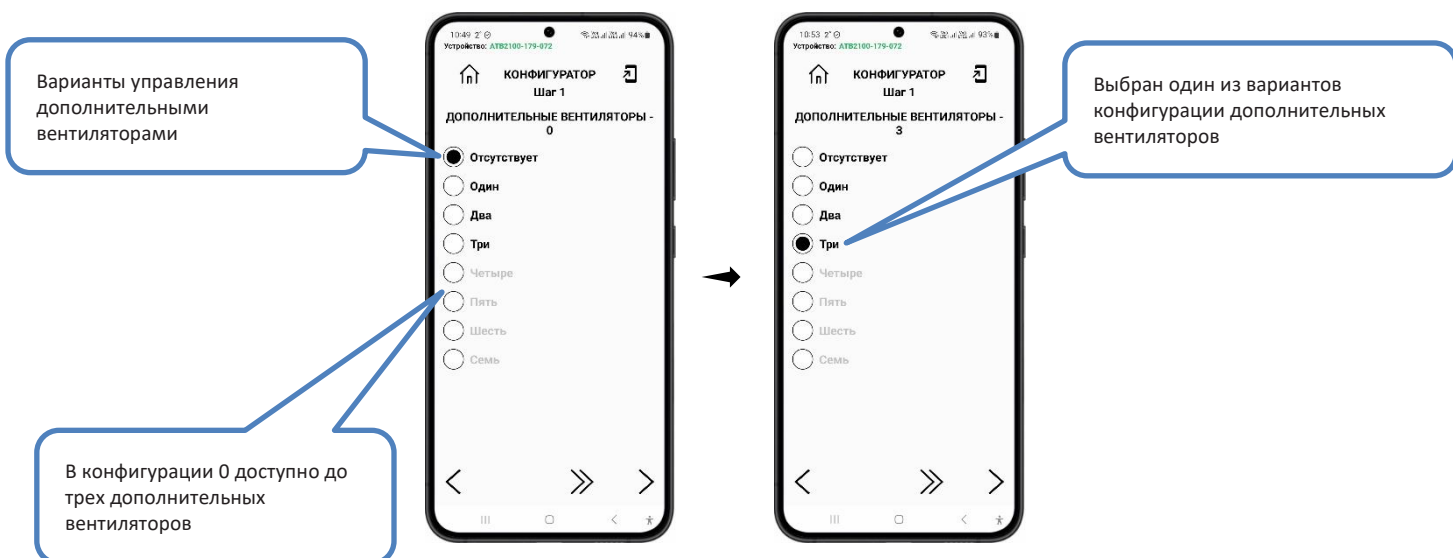 Варианты управления
дополнительными
вентиляторами
В конфигурации 0 доступно до
трех дополнительных
вентиляторов
10:49
94%
Устройство: ATB2100-179-072
КОНФИГУРАТОР
Шаг 1
ДОПОЛНИТЕЛЬНЫЕ ВЕНТИЛЯТОРЫ -
0
Отсутствует
Один
Два
Три
Четыре
Пять
Шесть
Семь
10:53
93%
Устройство: ATB2100-179-072
КОНФИГУРАТОР
Шаг 1
ДОПОЛНИТЕЛЬНЫЕ ВЕНТИЛЯТОРЫ -
3
Отсутствует
Один
Два
Три
Четыре
Пять
Шесть
Семь
Выбран один из вариантов
конфигурации дополнительных
вентиляторов